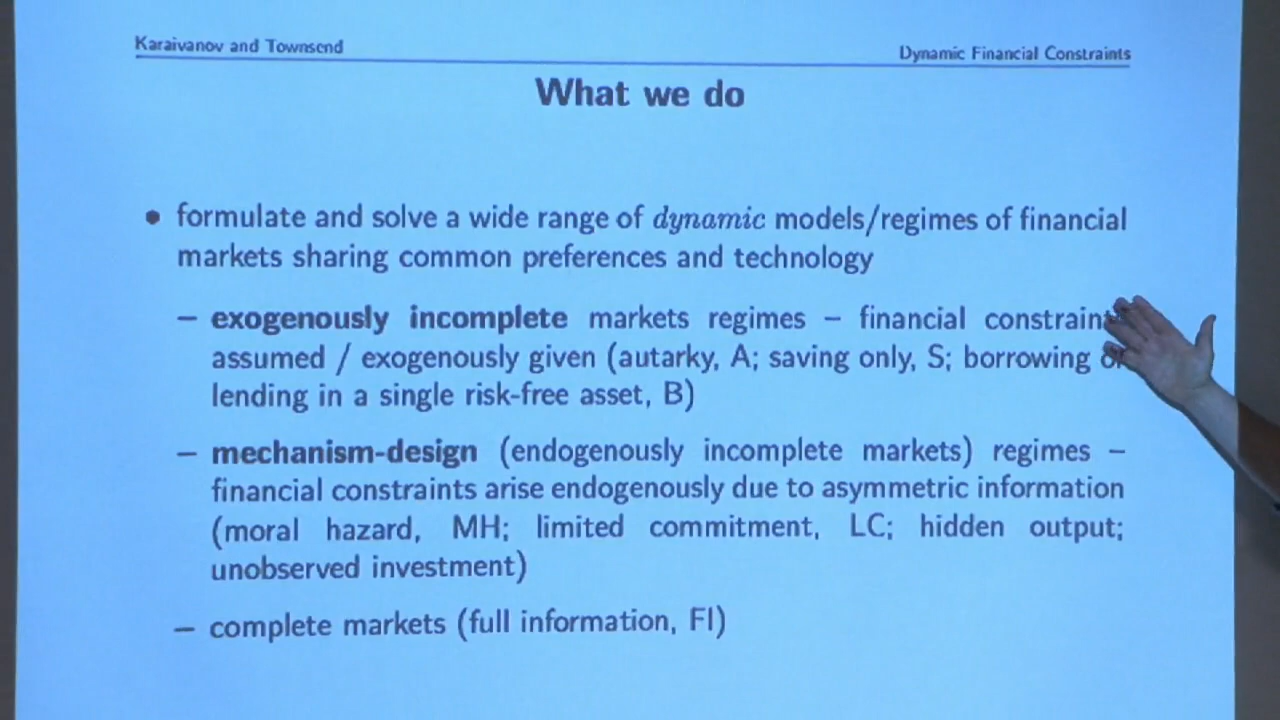 Karaivanov and Townsend
Dynamic Financial Constraints
What we do
• formulate and solve a wide range of dynamic models/regimes of financial
markets sharing common preferences and technology
– exogenously incomplete markets regimes – financial constraints
assumed / exogenously given (autarky, A; saving only, S; borrowing or
lending in a single risk-free asset, B)
– mechanism-design (endogenously incomplete markets) regimes –
financial constraints arise endogenously due to asymmetric information
(moral hazard, MH; limited commitment, LC; hidden output;
unobserved investment)
– complete markets (full information, FI)